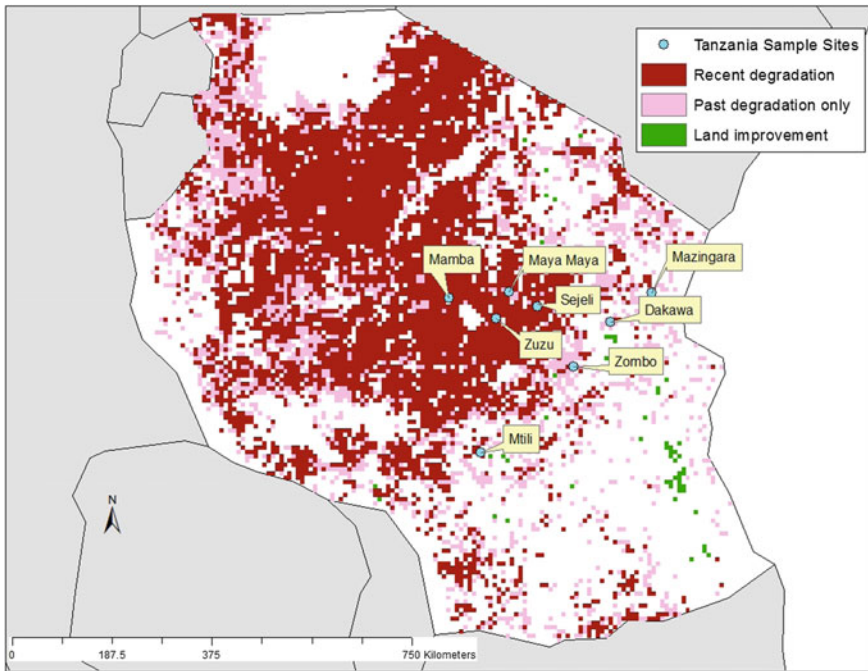 Tanzania Sample Sites
Recent degradation
Past degradation only
Land improvement
Mamba
Maya Maya
Mazingara
Sejeli
Dakawa
Zuzu
Zombo
Mtili
N
0 187.5 375 750 Kilometers